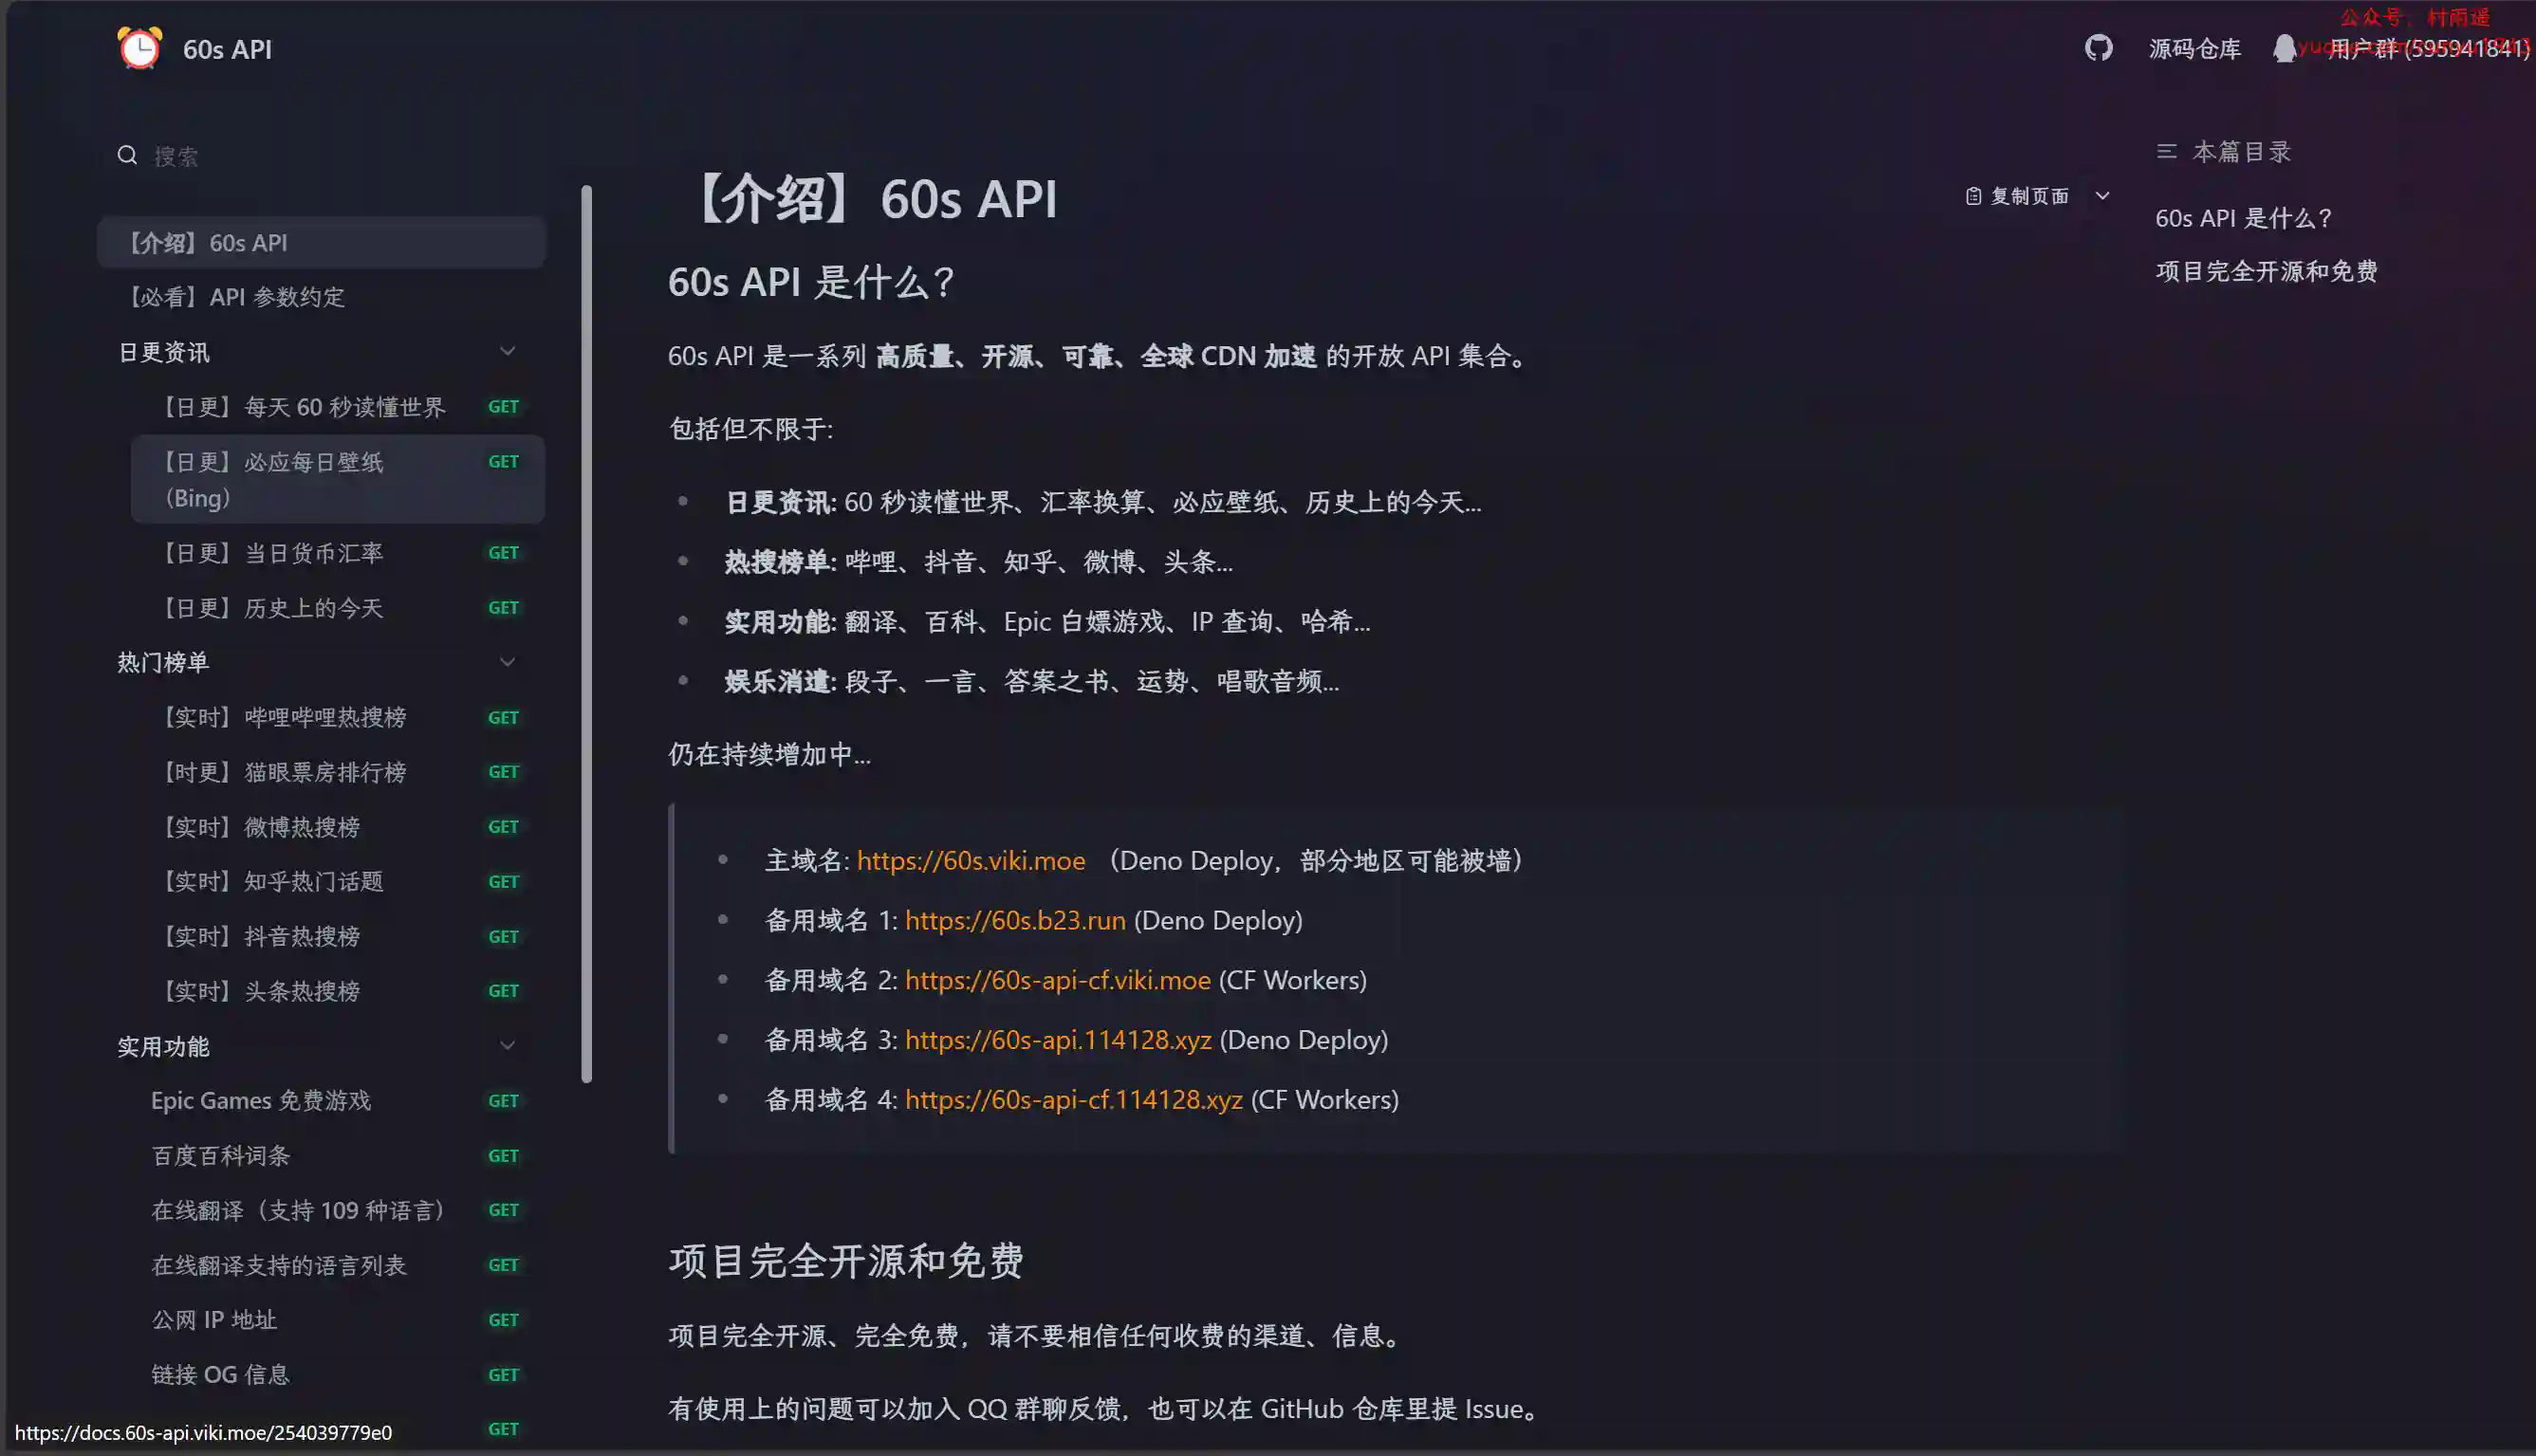 60s API
源码仓库
用户群 (595941841)
公众号：村雨遥
搜索
【介绍】60s API
【必看】API 参数约定
日更资讯
【日更】每天 60 秒读懂世界 GET
【日更】必应每日壁纸 GET
（Bing）
【日更】当日货币汇率 GET
【日更】历史上的今天 GET
热门榜单
【实时】哔哩哔哩热搜榜 GET
【时更】猫眼票房排行榜 GET
【实时】微博热搜榜 GET
【实时】知乎热门话题 GET
【实时】抖音热搜榜 GET
【实时】头条热搜榜 GET
实用功能
Epic Games 免费游戏 GET
百度百科词条 GET
在线翻译（支持 109 种语言） GET
在线翻译支持的语言列表 GET
公网 IP 地址 GET
链接 OG 信息 GET
GET
https://docs.60s-api.viki.moe/254039779e0
【介绍】60s API
复制页面
60s API 是什么？
60s API 是一系列 高质量、开源、可靠、全球 CDN 加速 的开放 API 集合。
包括但不限于:
日更资讯: 60 秒读懂世界、汇率换算、必应壁纸、历史上的今天...
热搜榜单: 哔哩、抖音、知乎、微博、头条...
实用功能: 翻译、百科、Epic 白嫖游戏、IP 查询、哈希...
娱乐消遣: 段子、一言、答案之书、运势、唱歌音频...
仍在持续增加中...
主域名: https://60s.viki.moe （Deno Deploy，部分地区可能被墙）
备用域名 1: https://60s.b23.run (Deno Deploy)
备用域名 2: https://60s-api-cf.viki.moe (CF Workers)
备用域名 3: https://60s-api.114128.xyz (Deno Deploy)
备用域名 4: https://60s-api-cf.114128.xyz (CF Workers)
项目完全开源和免费
项目完全开源、完全免费，请不要相信任何收费的渠道、信息。
有使用上的问题可以加入 QQ 群聊反馈，也可以在 GitHub 仓库里提 Issue。
本篇目录
60s API 是什么？
项目完全开源和免费